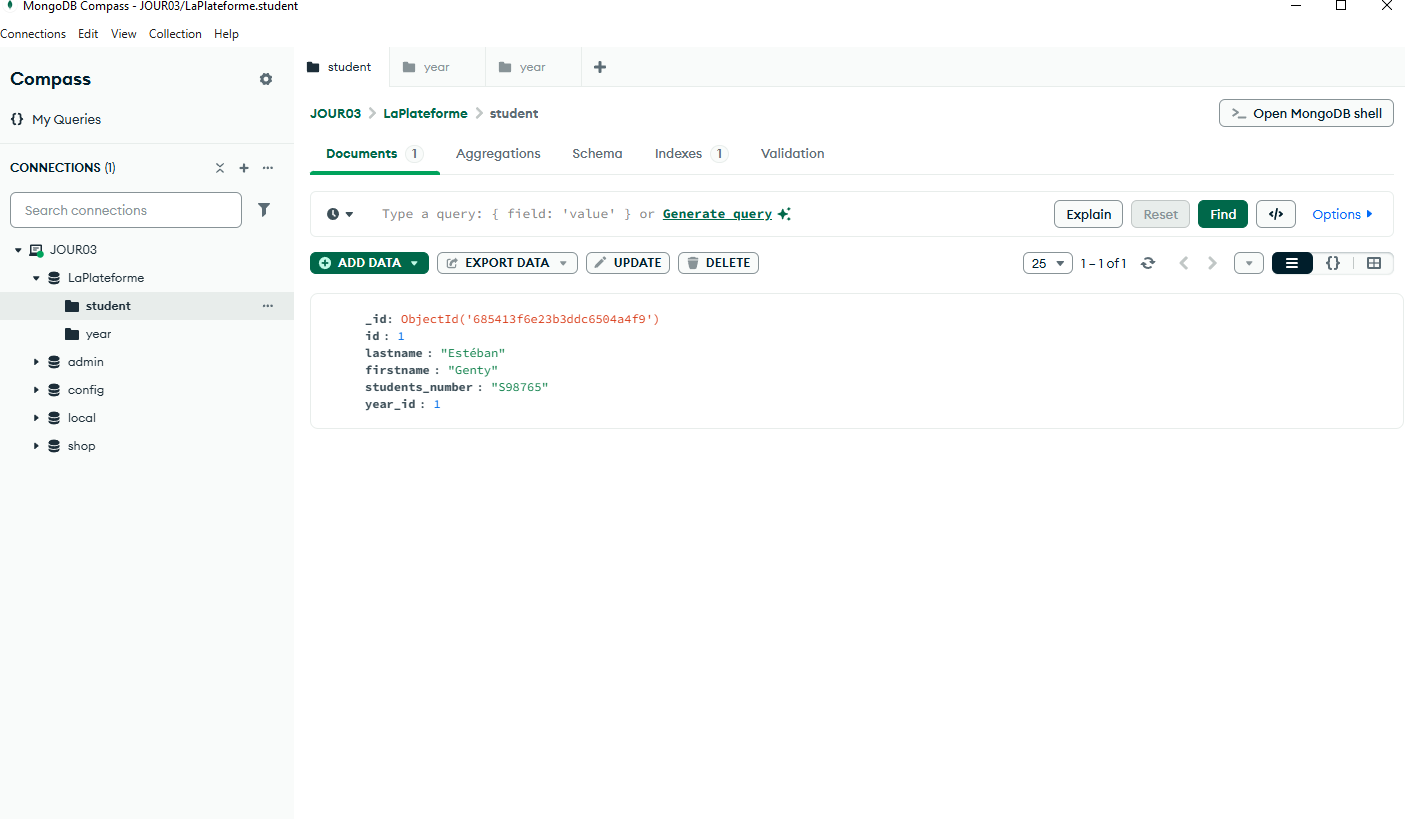 MongoDB Compass - JOUR03/LaPlateforme.student
Connections Edit View Collection Help
Compass
{} My Queries
CONNECTIONS (1)
Search connections
JOUR03
LaPlateforme
student
year
admin
config
local
shop
student year year
JOUR03 > LaPlateforme > student
>_ Open MongoDB shell
Documents 1 Aggregations Schema Indexes 1 Validation
Type a query: { field: 'value' } or Generate query
Explain Reset Find </> Options
ADD DATA EXPORT DATA UPDATE DELETE
25 1 – 1 of 1 {}
_id: ObjectId('685413f6e23b3ddc6504a4f9')
id : 1
lastname : "Estéban"
firstname : "Genty"
students_number : "S98765"
year_id : 1